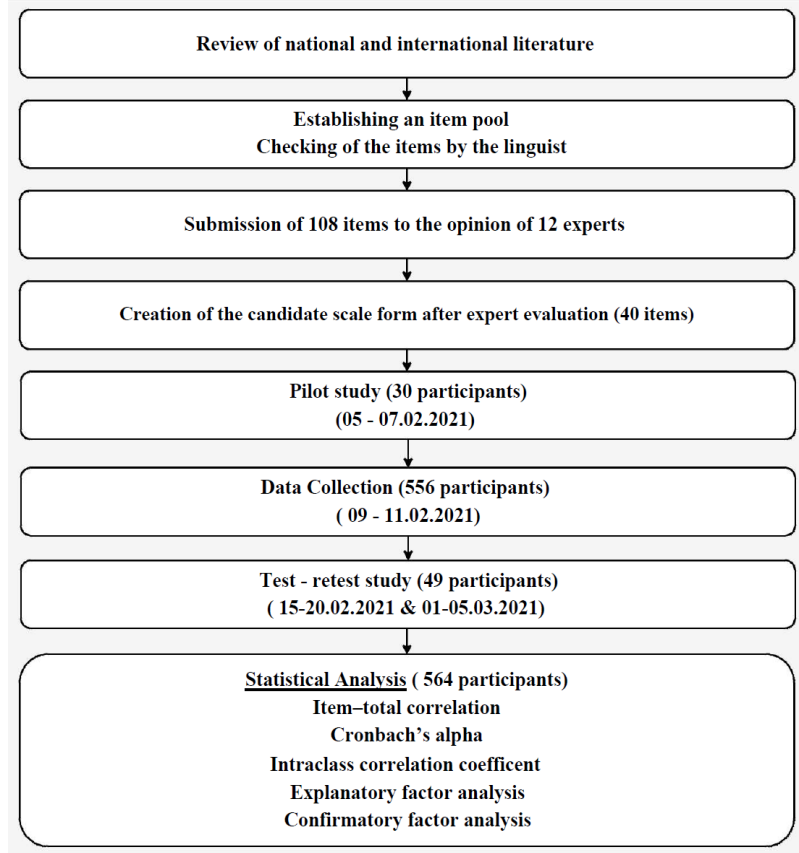 Review of national and international literature
Establishing an item pool
Checking of the items by the linguist
Submission of 108 items to the opinion of 12 experts
Creation of the candidate scale form after expert evaluation (40 items)
Pilot study (30 participants)
(05 - 07.02.2021)
Data Collection (556 participants)
( 09 - 11.02.2021)
Test - retest study (49 participants)
( 15-20.02.2021 & 01-05.03.2021)
Statistical Analysis ( 564 participants)
Item–total correlation
Cronbach’s alpha
Intraclass correlation coefficent
Explanatory factor analysis
Confirmatory factor analysis